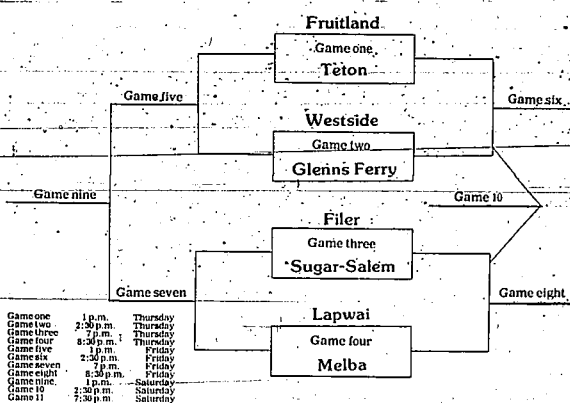 Fruitland
Game one
Teton
Game five
Game six
Westside
Game two
Glenns Ferry
Game nine
Game 10
Filer
Game three
Sugar-Salem
Game seven
Game eight
Lapwai
Game four
Melba
Game one 1 p.m. Thursday
Game two 2:30 p.m. Thursday
Game three 7 p.m. Thursday
Game four 8:30 p.m. Thursday
Game five 1 p.m. Friday
Game six 2:30 p.m. Friday
Game seven 7 p.m. Friday
Game eight 8:30 p.m. Friday
Game nine 1 p.m. Saturday
Game 10 2:30 p.m. Saturday
Game 11 7:30 p.m. Saturday